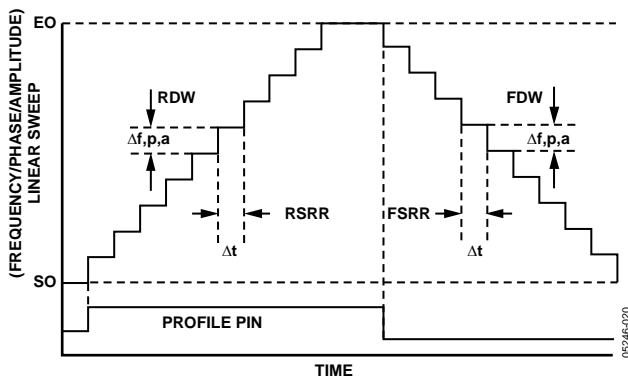 EO
(FREQUENCY/PHASE/AMPLITUDE)
LINEAR SWEEP
RDW
FDW
Δf,p,a
Δf,p,a
RSRR
FSRR
Δt
Δt
SO
PROFILE PIN
TIME
05246-020